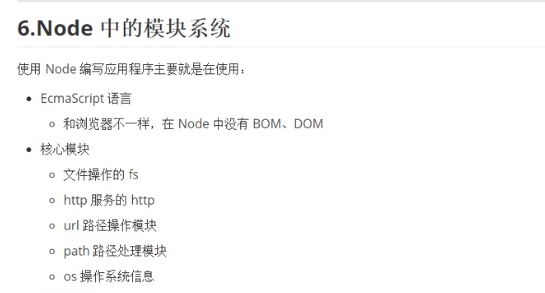 6.Node 中的模块系统
使用 Node 编写应用程序主要就是在使用：
EcmaScript 语言
和浏览器不一样，在 Node 中没有 BOM、DOM
核心模块
文件操作的 fs
http 服务的 http
url 路径操作模块
path 路径处理模块
os 操作系统信息